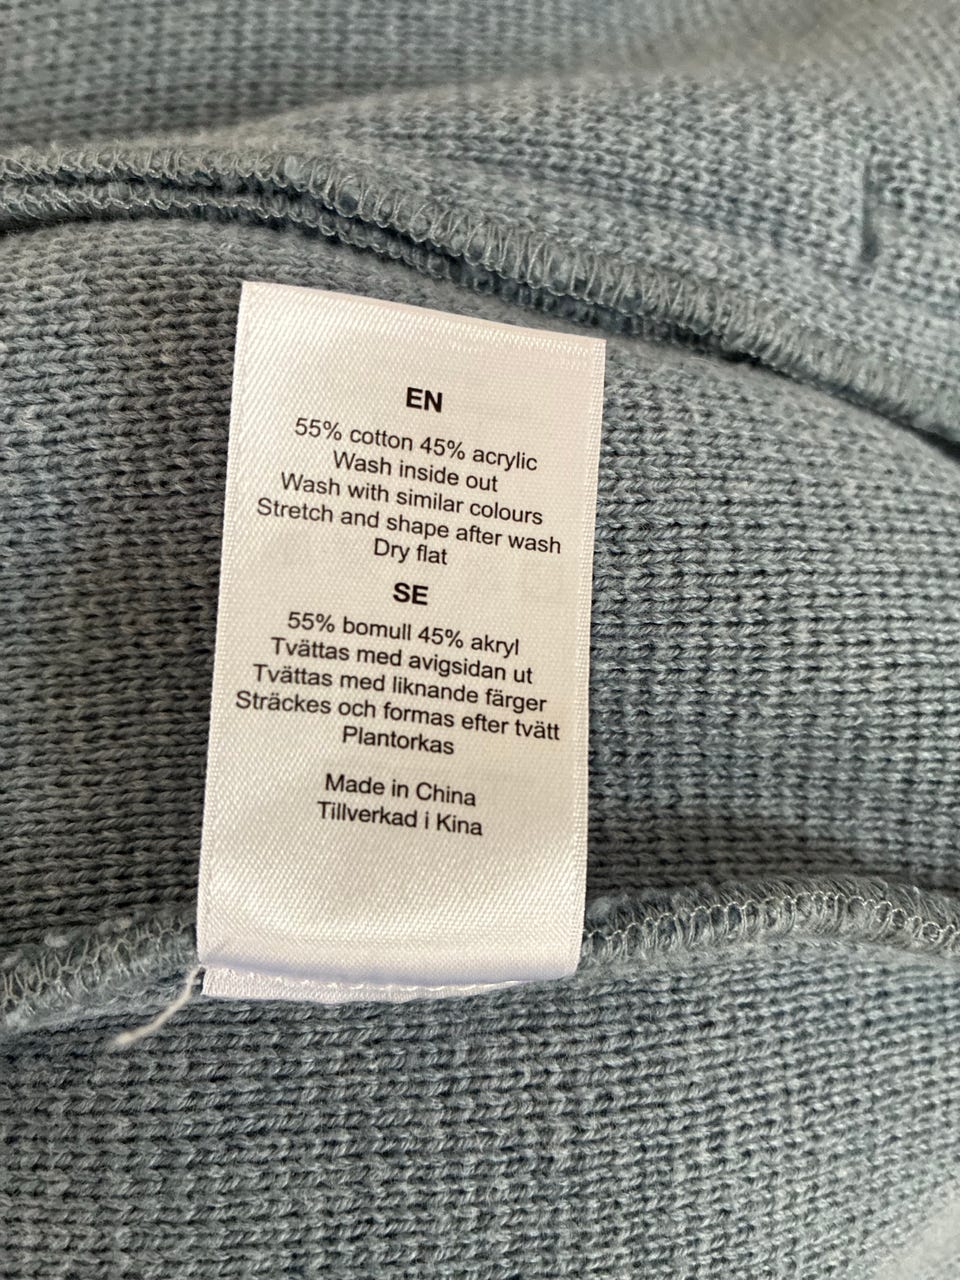 EN
55% cotton 45% acrylic
Wash inside out
Wash with similar colours
Stretch and shape after wash
Dry flat
SE
55% bomull 45% akryl
Tvättas med avigsidan ut
Tvättas med liknande färger
Sträckes och formas efter tvätt
Plantorkas
Made in China
Tillverkad i Kina